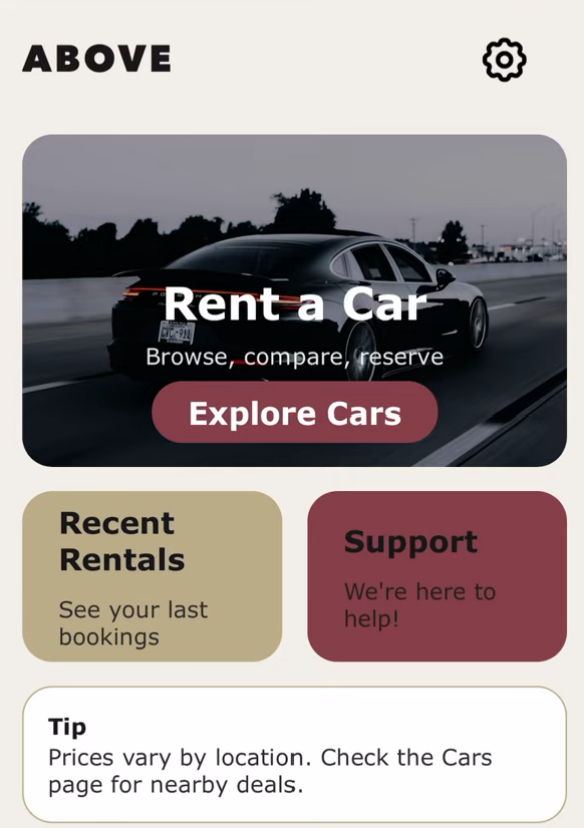 ABOVE
Rent a Car
Browse, compare, reserve
Explore Cars
Recent
Rentals
See your last
bookings
Support
We're here to
help!
Tip
Prices vary by location. Check the Cars
page for nearby deals.